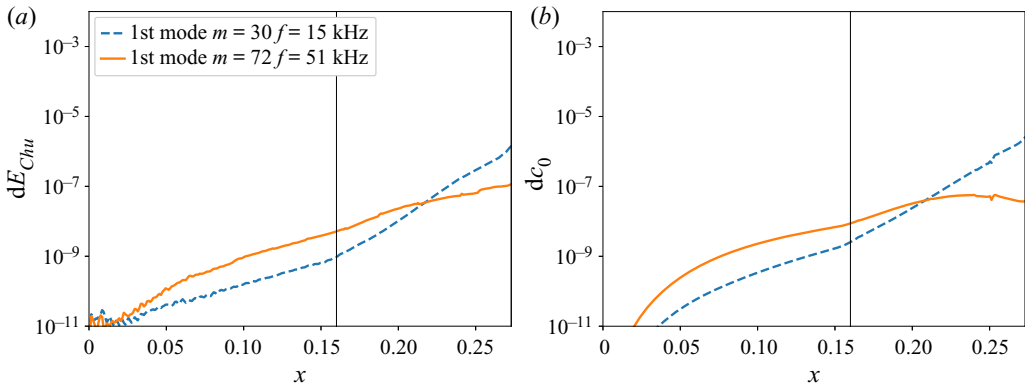 (a)
1st mode m = 30 f = 15 kHz
1st mode m = 72 f = 51 kHz
10⁻³
10⁻⁵
10⁻⁷
10⁻⁹
10⁻¹¹
dE_Chu
0 0.05 0.10 0.15 0.20 0.25
x
(b)
10⁻³
10⁻⁵
10⁻⁷
10⁻⁹
10⁻¹¹
dc₀
0 0.05 0.10 0.15 0.20 0.25
x